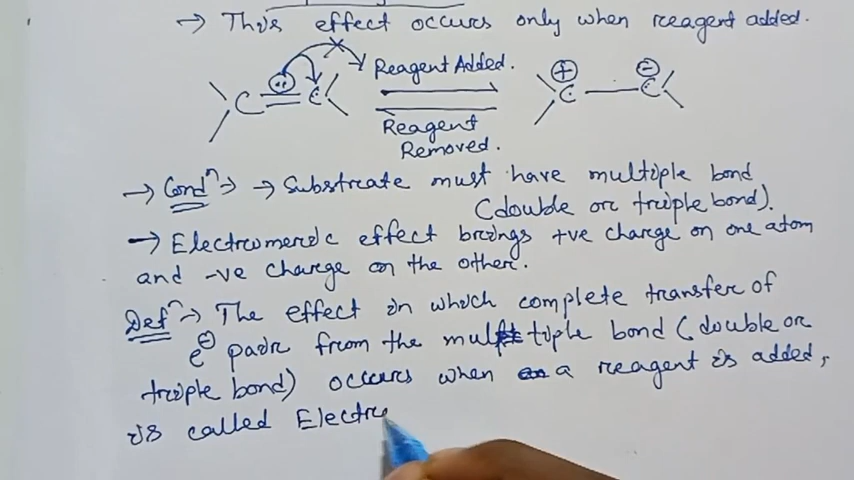 → This effect occurs only when reagent added.
C = C Reagent Added. C — C
Reagent
Removed.
→ Condⁿ → → Substrate must have multiple bond
(double or triple bond).
→ Electromeric effect brings +ve charge on one atom
and -ve charge on the other.
Defⁿ → The effect in which complete transfer of
e⊖ pair from the multiple bond (double or
triple bond) occurs when a reagent is added,
is called Electro